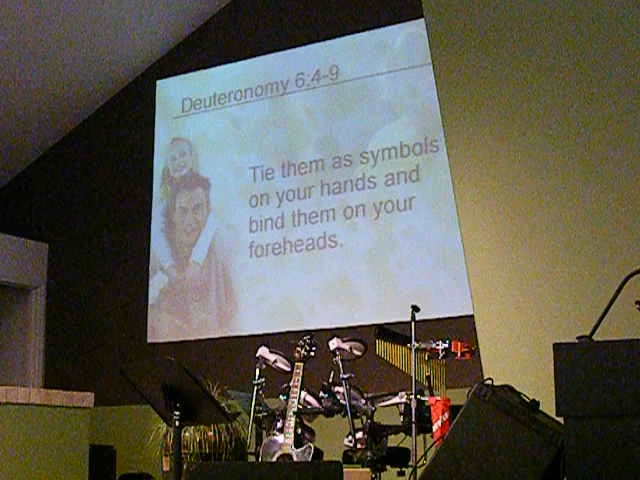 Deuteronomy 6:4-9
Tie them as symbols
on your hands and
bind them on your
foreheads.